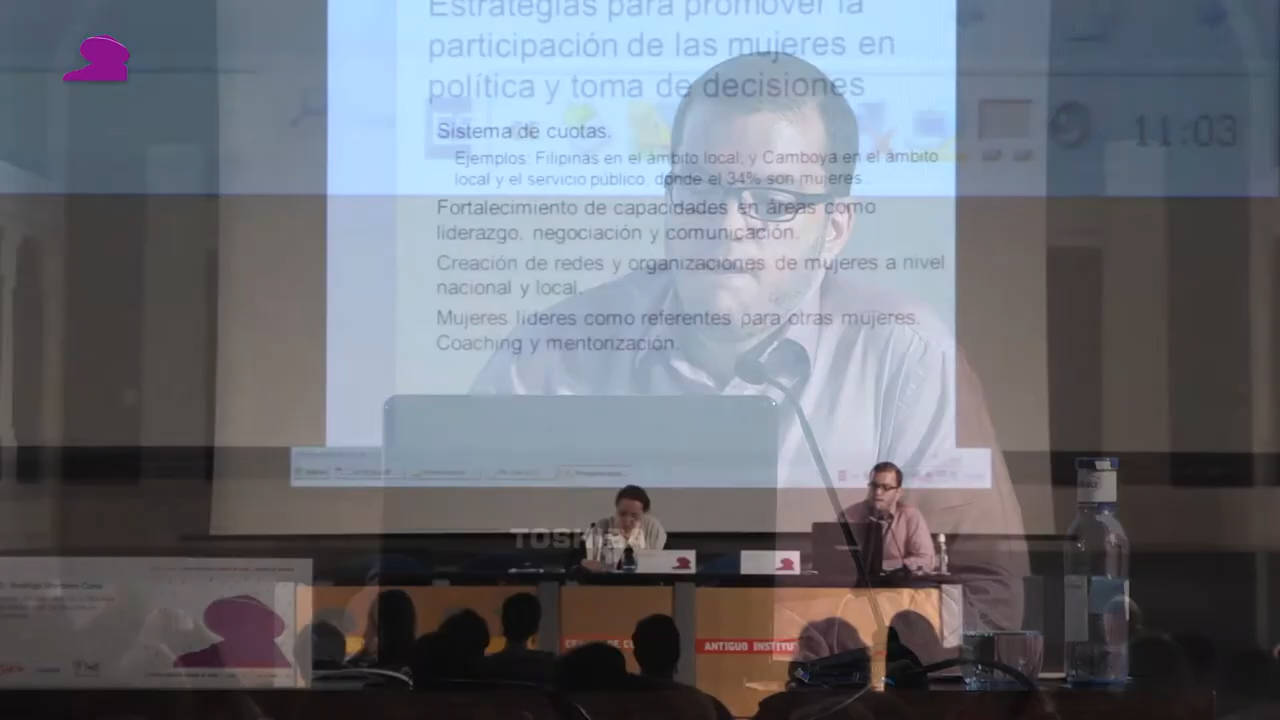 Estrategias para promover la
participación de las mujeres en
política y toma de decisiones
11:03
Sistema de cuotas.
Ejemplos: Filipinas en el ámbito local, y Camboya en el ámbito
local y el servicio público, donde el 34% son mujeres.
Fortalecimiento de capacidades en áreas como
liderazgo, negociación y comunicación.
Creación de redes y organizaciones de mujeres a nivel
nacional y local.
Mujeres líderes como referentes para otras mujeres.
Coaching y mentorización.
TOSHIBA
ANTIGUO INSTITU